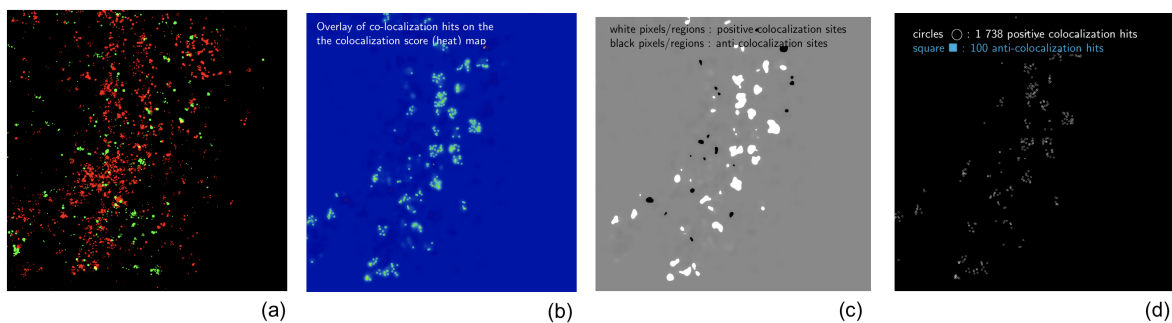 Overlay of co-localization hits on the
the colocalization score (heat) map
white pixels/regions : positive colocalization sites
black pixels/regions : anti-colocalization sites
circles ◯ : 1 738 positive colocalization hits
square ■ : 100 anti-colocalization hits
(a)
(b)
(c)
(d)